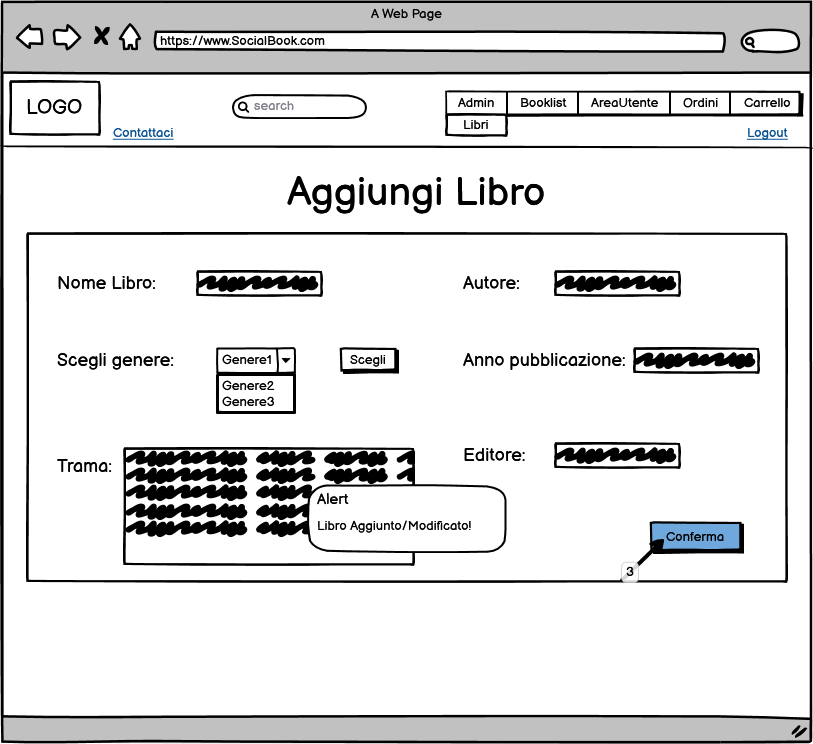 A Web Page
https://www.SocialBook.com
LOGO
Contattaci
search
Admin Booklist AreaUtente Ordini Carrello
Libri
Logout
Aggiungi Libro
Nome Libro:
Autore:
Scegli genere: Genere1 Scegli
Genere2
Genere3
Anno pubblicazione:
Trama:
Editore:
Alert
Libro Aggiunto/Modificato!
Conferma
3